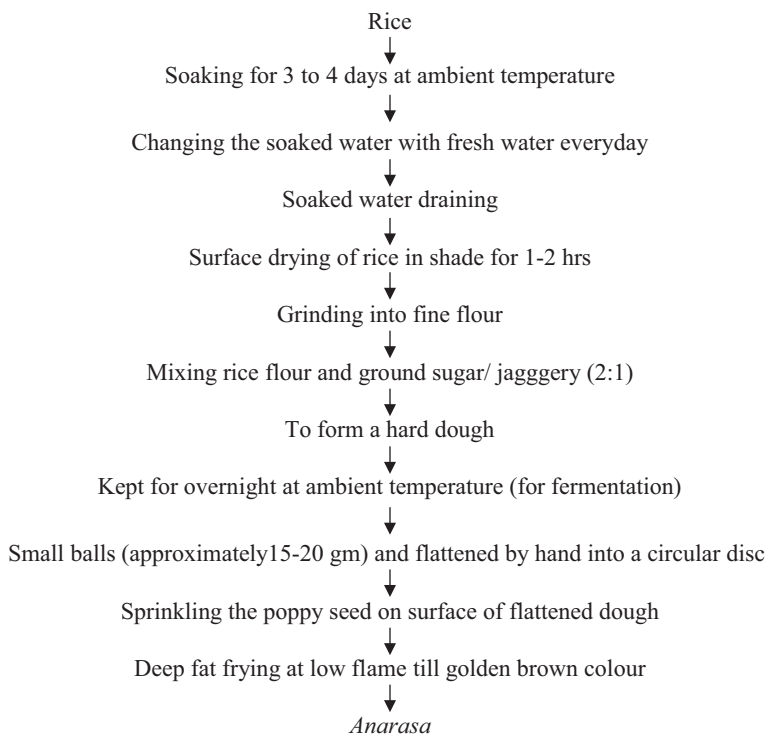 Rice
Soaking for 3 to 4 days at ambient temperature
Changing the soaked water with fresh water everyday
Soaked water draining
Surface drying of rice in shade for 1-2 hrs
Grinding into fine flour
Mixing rice flour and ground sugar/ jagggery (2:1)
To form a hard dough
Kept for overnight at ambient temperature (for fermentation)
Small balls (approximately15-20 gm) and flattened by hand into a circular disc
Sprinkling the poppy seed on surface of flattened dough
Deep fat frying at low flame till golden brown colour
Anarasa